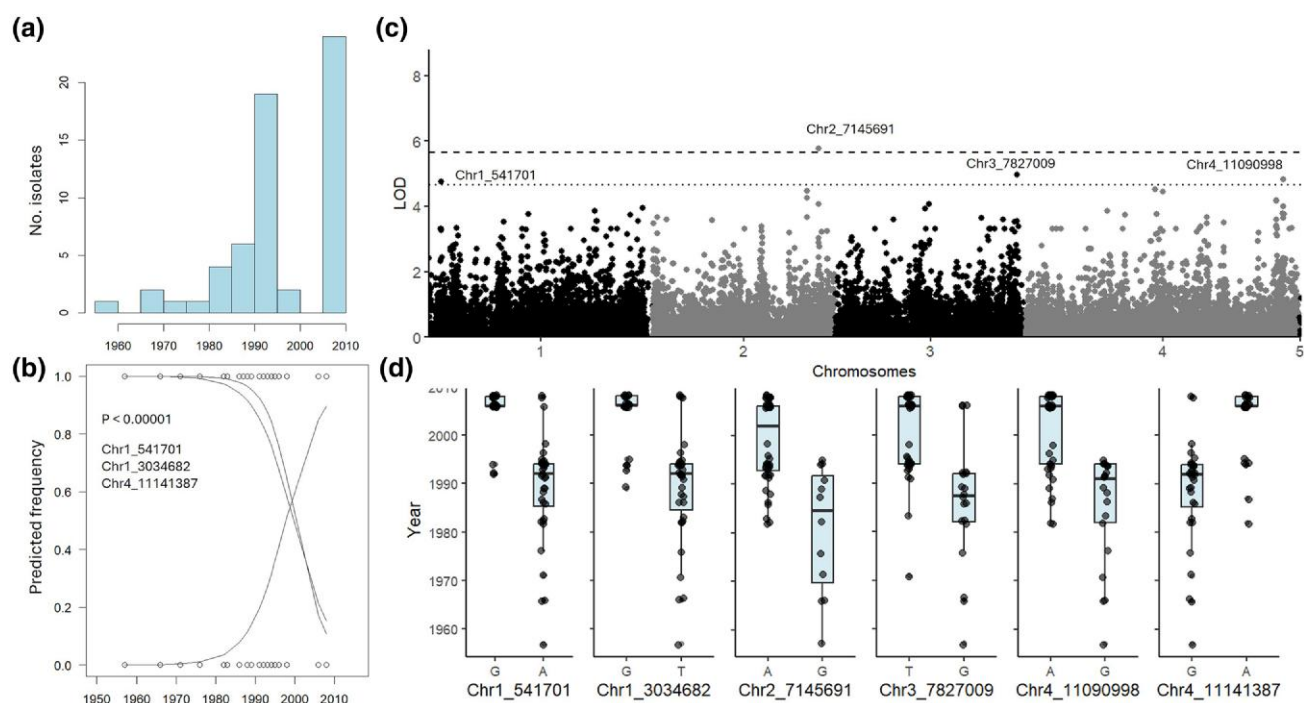 (a)
No. isolates
20
15
10
5
0
1960 1970 1980 1990 2000 2010
(b)
Predicted frequency
1.0
0.8
0.6
0.4
0.2
0.0
P < 0.00001
Chr1_541701
Chr1_3034682
Chr4_11141387
1950 1960 1970 1980 1990 2000 2010
(c)
LOD
8
6
4
2
0
Chr2_7145691
Chr1_541701
Chr3_7827009
Chr4_11090998
1 2 3 4 5
Chromosomes
(d)
Year
2010
2000
1990
1980
1970
1960
G A G T A G T G A G G A
Chr1_541701 Chr1_3034682 Chr2_7145691 Chr3_7827009 Chr4_11090998 Chr4_11141387